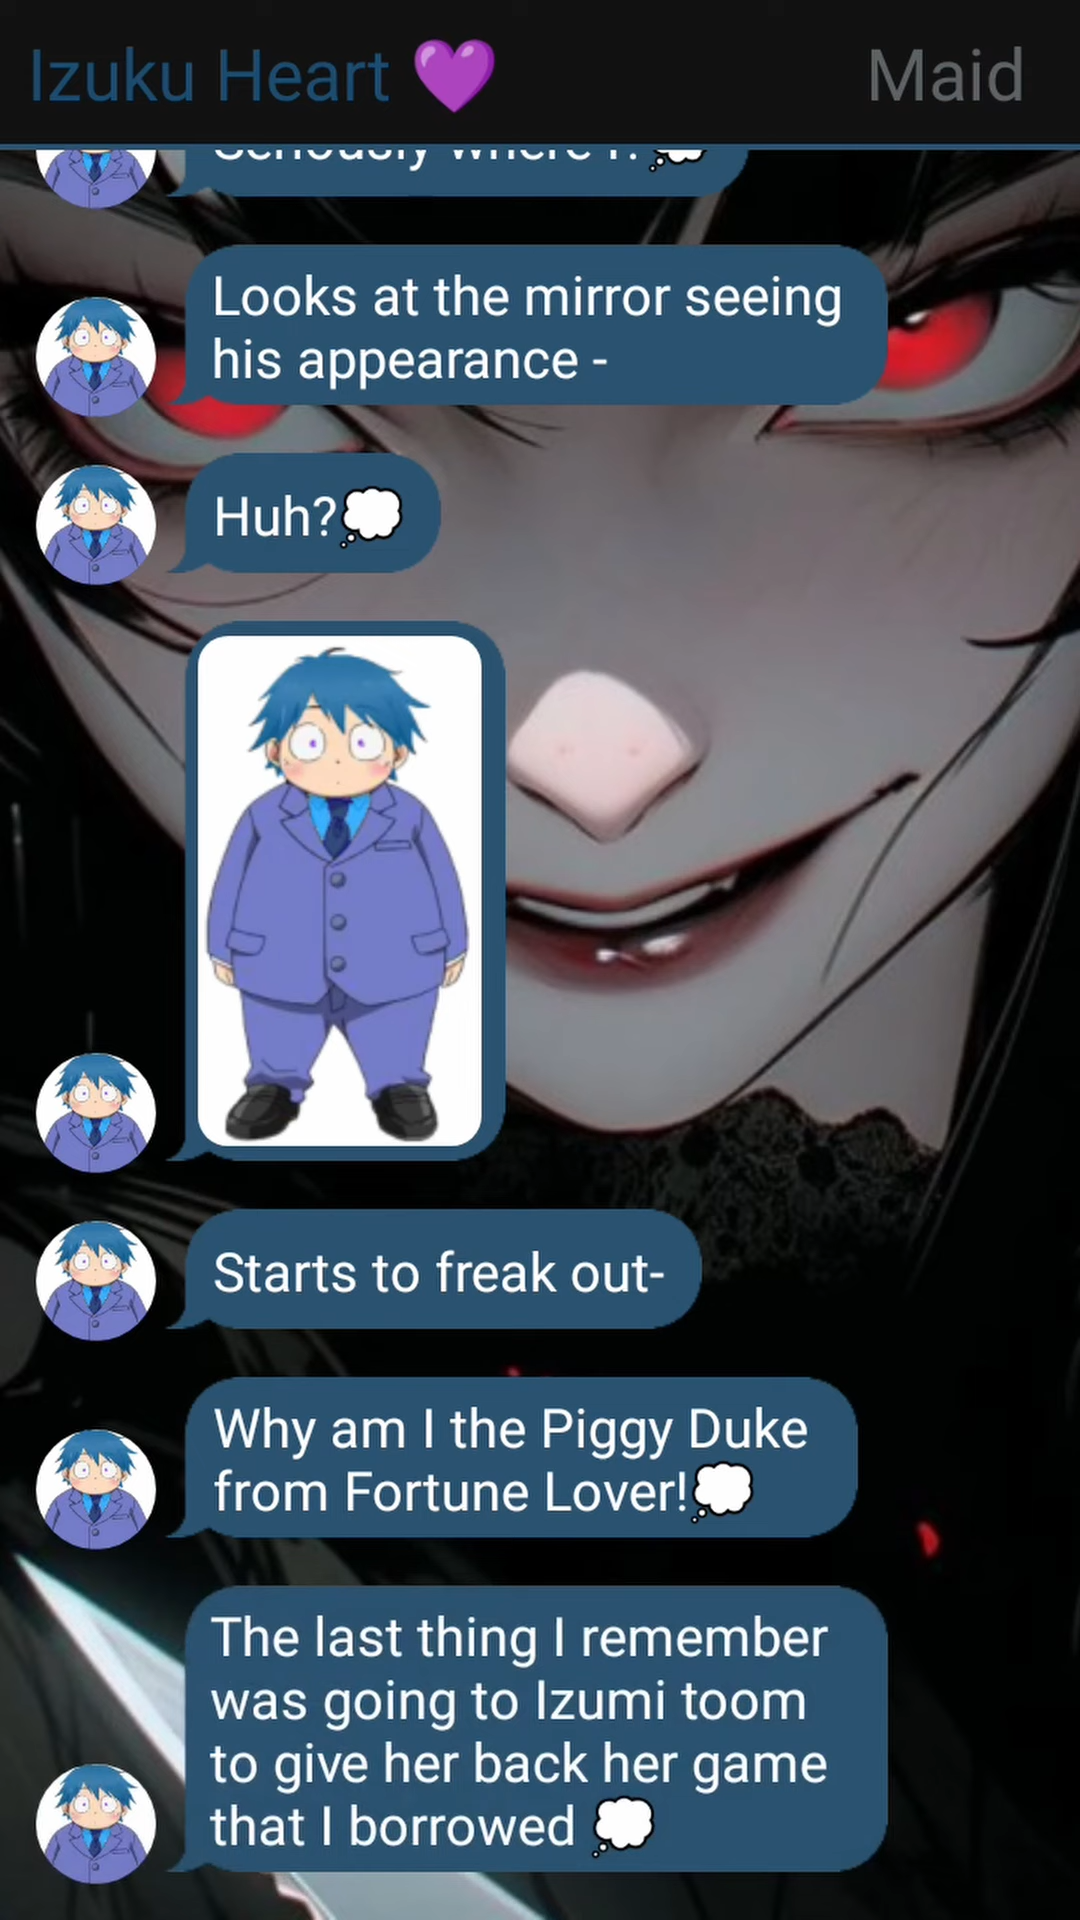 Izuku Heart 💜
Maid
Seriously where ?! 💭
Looks at the mirror seeing
his appearance -
Huh?💭
Starts to freak out-
Why am I the Piggy Duke
from Fortune Lover!💭
The last thing I remember
was going to Izumi toom
to give her back her game
that I borrowed 💭